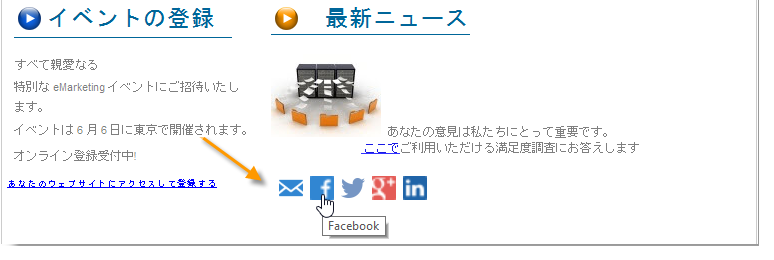 イベントの登録
すべて親愛なる
特別な eMarketing イベントにご招待いたし
ます。
イベントは 6 月 6 日に東京で開催されます。
オンライン登録受付中!
あなたのウェブサイトにアクセスして登録する
最新ニュース
あなたの意見は私たちにとって重要です。
ここでご利用いただける満足度調査にお答えします
f g+ in
Facebook